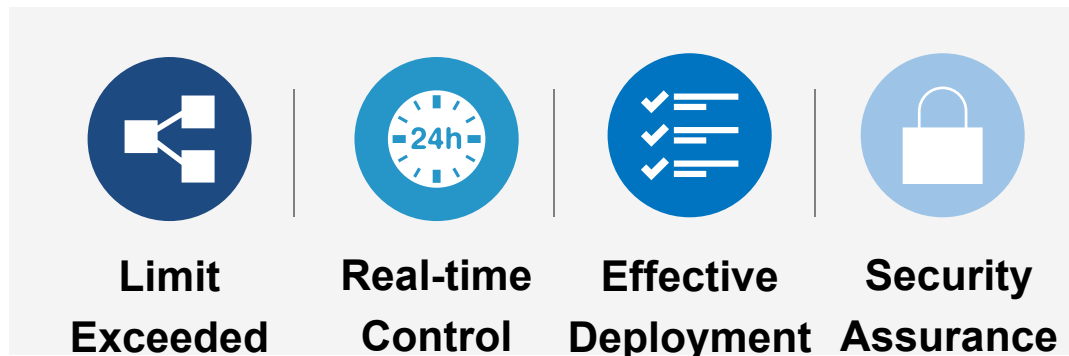 24h
Limit
Exceeded
Real-time
Control
Effective
Deployment
Security
Assurance